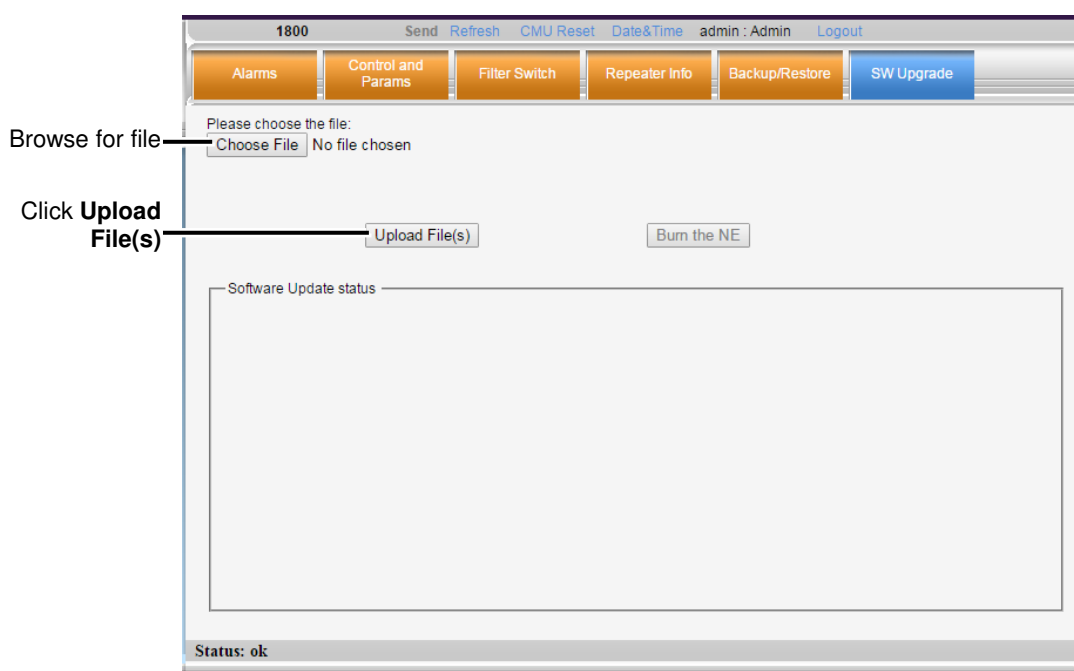 1800 Send Refresh CMU Reset Date&Time admin : Admin Logout
Alarms
Control and
Params
Filter Switch
Repeater Info
Backup/Restore
SW Upgrade
Please choose the file:
Browse for file
Choose File No file chosen
Click Upload
File(s)
Upload File(s)
Burn the NE
Software Update status
Status: ok